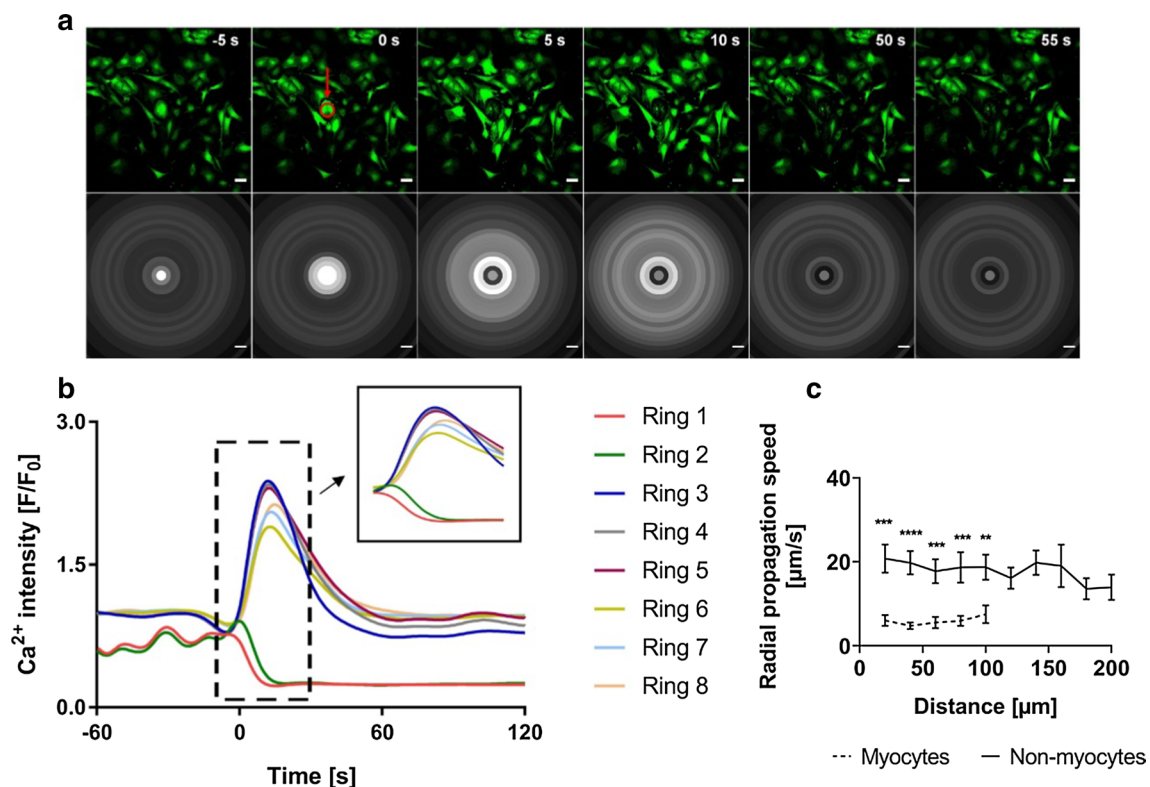 a
-5 s
0 s
5 s
10 s
50 s
55 s
b
Ca²⁺ intensity [F/F₀]
3.0
1.5
0.0
-60
0
60
120
Time [s]
Ring 1
Ring 2
Ring 3
Ring 4
Ring 5
Ring 6
Ring 7
Ring 8
c
Radial propagation speed
[µm/s]
40
20
0
***
****
***
***
**
0
50
100
150
200
Distance [µm]
Myocytes
Non-myocytes